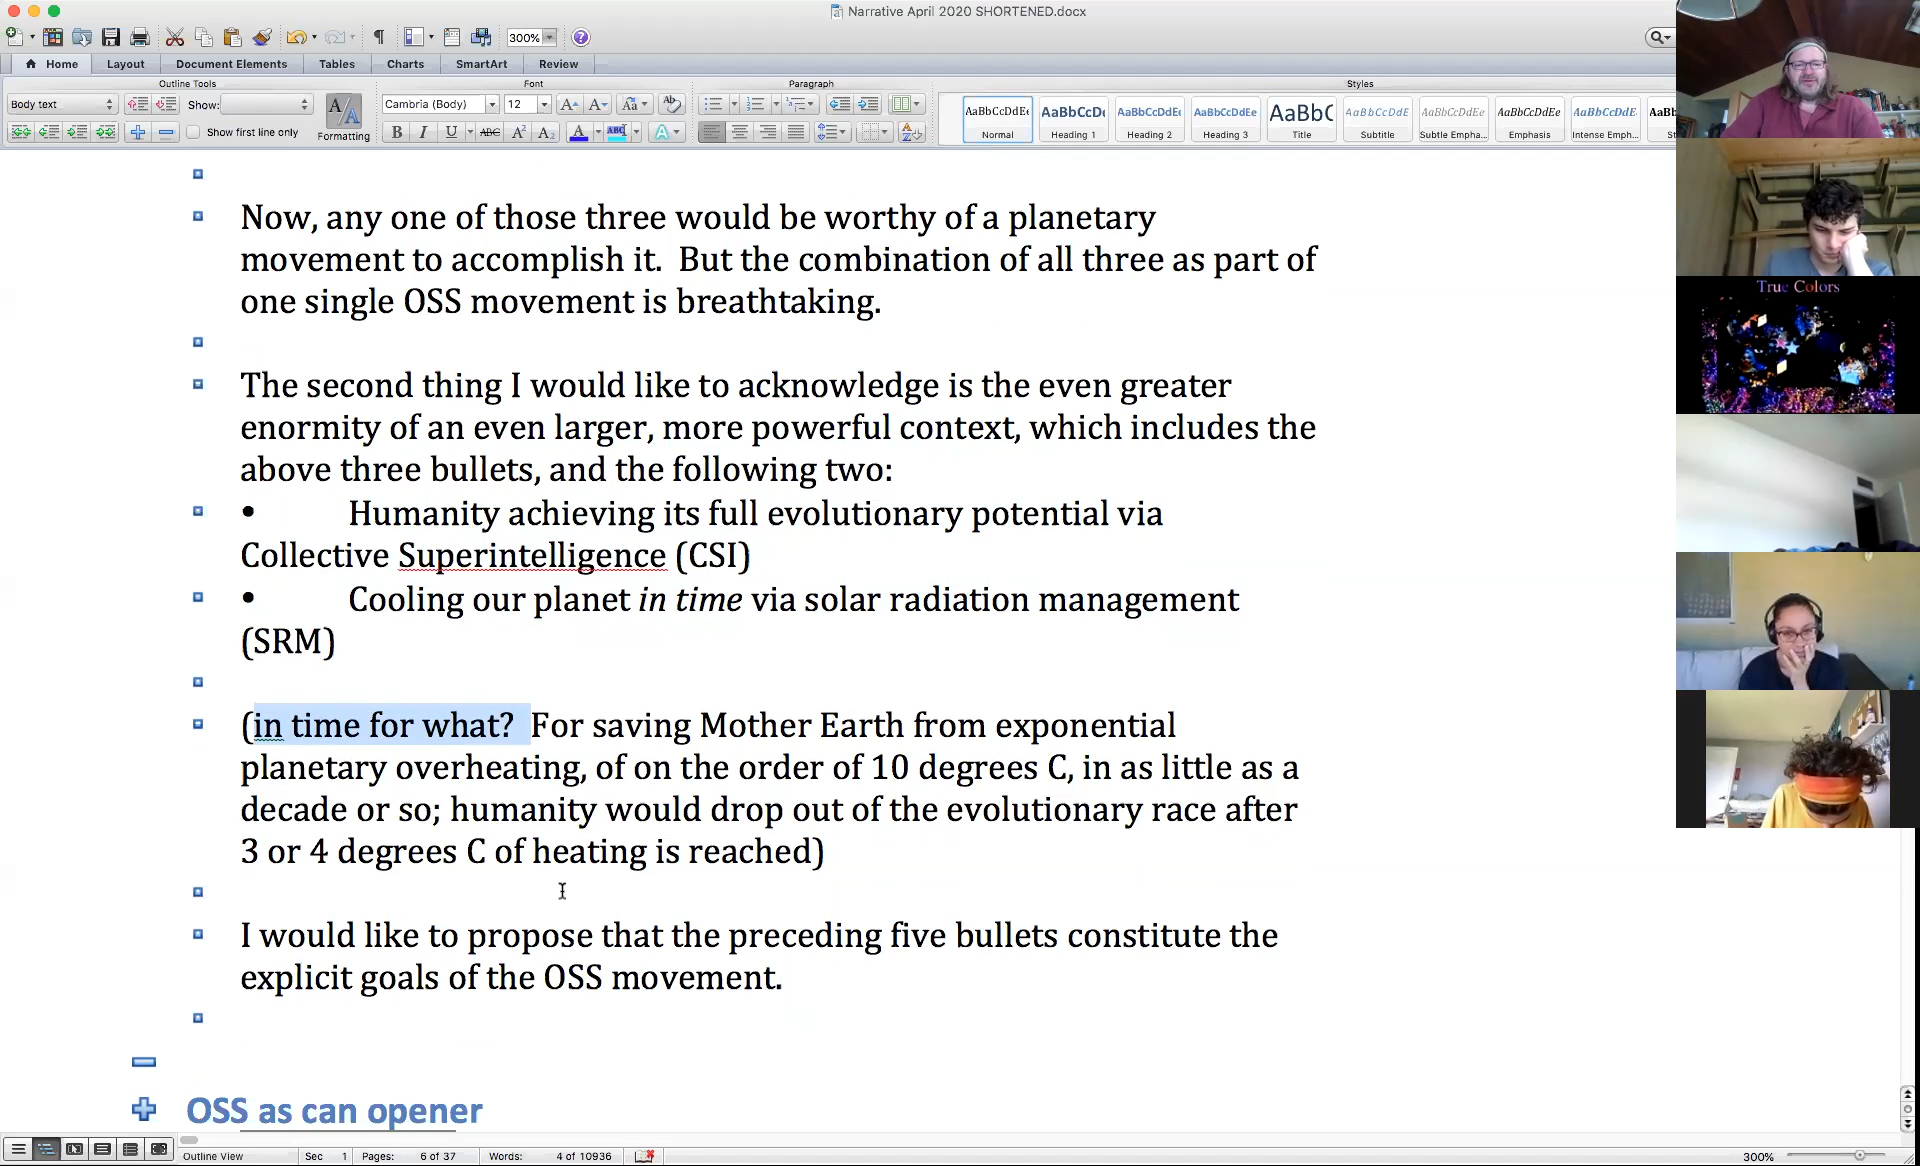 Narrative April 2020 SHORTENED.docx
300%
Home Layout Document Elements Tables Charts SmartArt Review
Outline Tools Font Paragraph Styles
Body text Show: Cambria (Body) 12
Show first line only Formatting
AaBbCcDdEe AaBbCcDc AaBbCcDdEe AaBbCcDdEe AaBbC AaBbCcDdEe AaBbCcDdEe AaBbCcDdEe AaBbCcDdEe
Normal Heading 1 Heading 2 Heading 3 Title Subtitle Subtle Empha... Emphasis Intense Emph...
Now, any one of those three would be worthy of a planetary
movement to accomplish it. But the combination of all three as part of
one single OSS movement is breathtaking.
The second thing I would like to acknowledge is the even greater
enormity of an even larger, more powerful context, which includes the
above three bullets, and the following two:
• Humanity achieving its full evolutionary potential via
Collective Superintelligence (CSI)
• Cooling our planet in time via solar radiation management
(SRM)
(in time for what? For saving Mother Earth from exponential
planetary overheating, of on the order of 10 degrees C, in as little as a
decade or so; humanity would drop out of the evolutionary race after
3 or 4 degrees C of heating is reached)
I would like to propose that the preceding five bullets constitute the
explicit goals of the OSS movement.
OSS as can opener
Outline View Sec 1 Pages: 6 of 37 Words: 4 of 10936 300%
True Colors